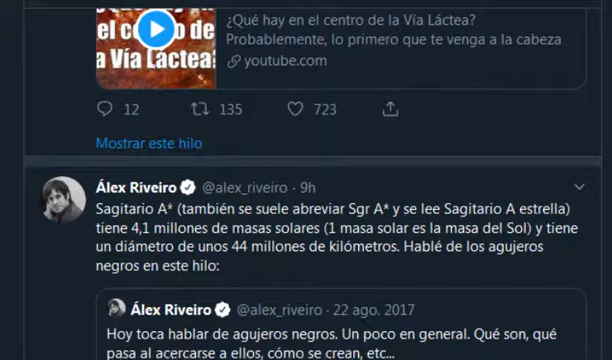 ¿Qué hay en el centro de la Vía Láctea?
Probablemente, lo primero que te venga a la cabeza
youtube.com
el centro de
a Vía Láctea?
12 135 723
Mostrar este hilo
Álex Riveiro @alex_riveiro · 9h
Sagitario A* (también se suele abreviar Sgr A* y se lee Sagitario A estrella)
tiene 4,1 millones de masas solares (1 masa solar es la masa del Sol) y tiene
un diámetro de unos 44 millones de kilómetros. Hablé de los agujeros
negros en este hilo:
Álex Riveiro @alex_riveiro · 22 ago. 2017
Hoy toca hablar de agujeros negros. Un poco en general. Qué son, qué
pasa al acercarse a ellos, cómo se crean, etc...